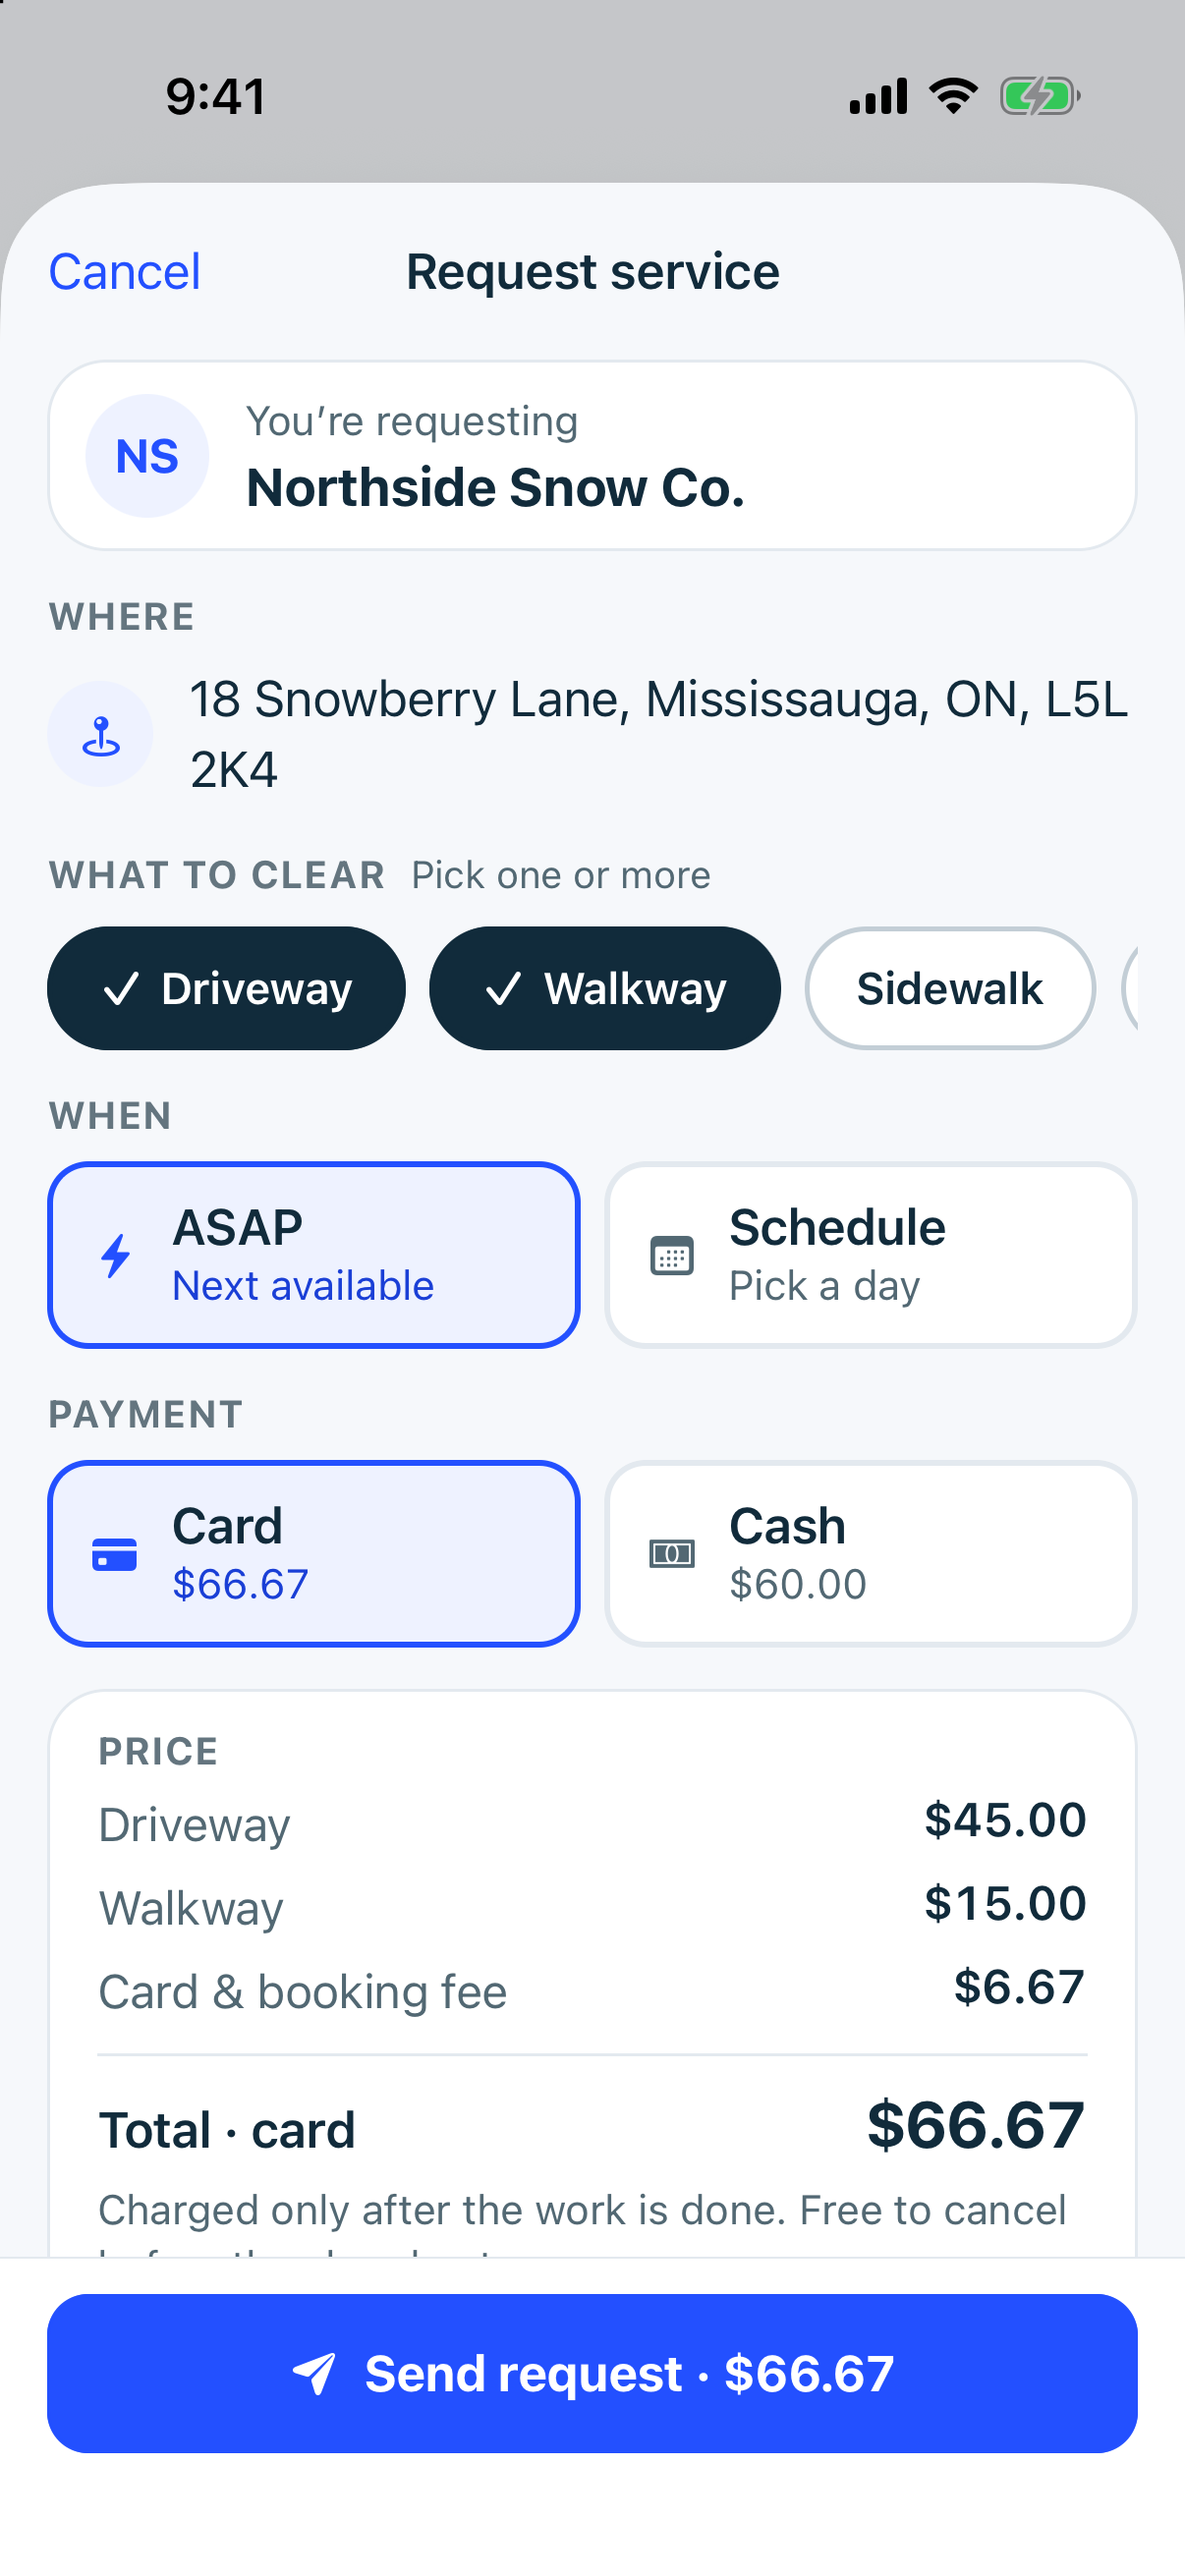 9:41
Cancel
Request service
NS
You’re requesting
Northside Snow Co.
WHERE
18 Snowberry Lane, Mississauga, ON, L5L
2K4
WHAT TO CLEAR Pick one or more
Driveway
Walkway
Sidewalk
WHEN
ASAP
Next available
Schedule
Pick a day
PAYMENT
Card
$66.67
Cash
$60.00
PRICE
Driveway $45.00
Walkway $15.00
Card & booking fee $6.67
Total · card $66.67
Charged only after the work is done. Free to cancel
Send request · $66.67